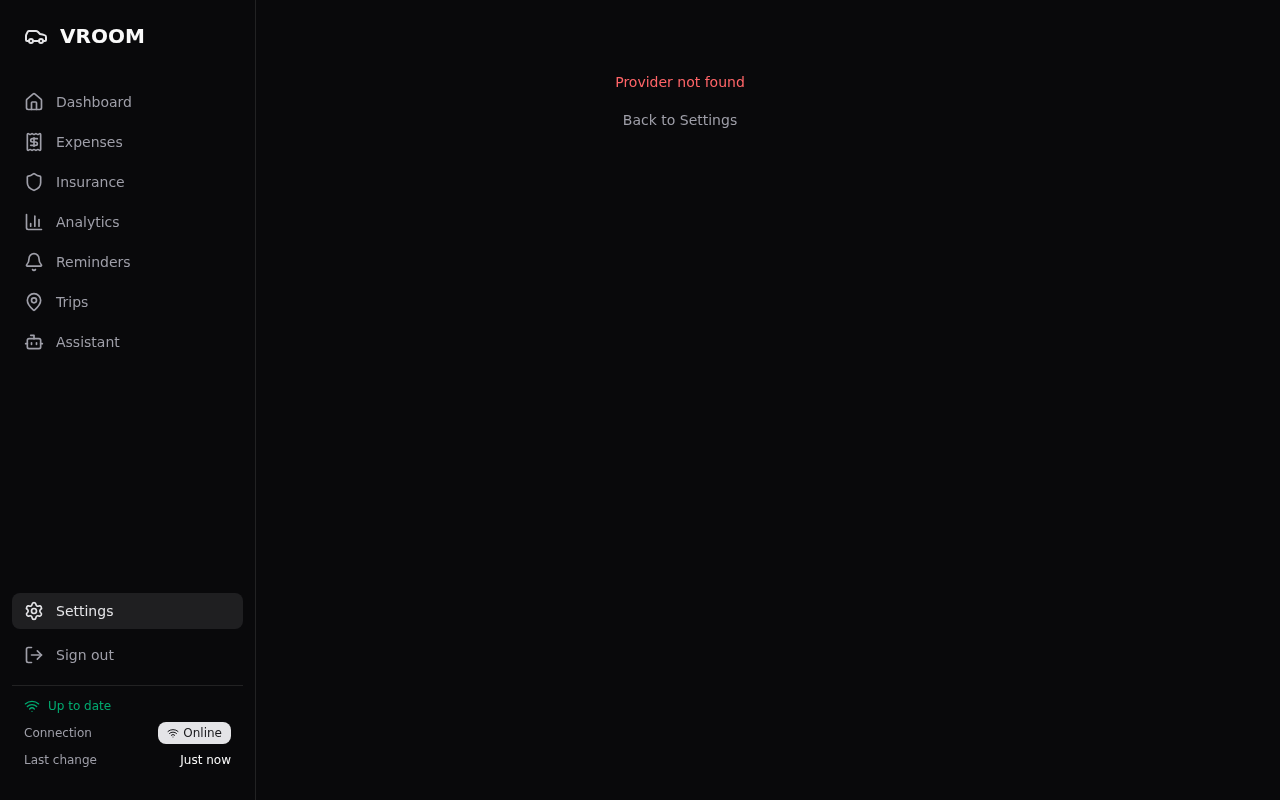 VROOM
Dashboard
Expenses
Insurance
Analytics
Reminders
Trips
Assistant
Settings
Sign out
Up to date
Connection Online
Last change Just now
Provider not found
Back to Settings